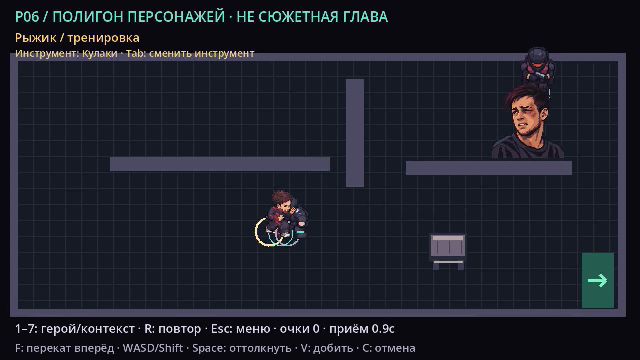 P06 / ПОЛИГОН ПЕРСОНАЖЕЙ · НЕ СЮЖЕТНАЯ ГЛАВА
Рыжик / тренировка
Инструмент: Кулаки · Tab: сменить инструмент
1–7: герой/контекст · R: повтор · Esc: меню · очки 0 · приём 0.9с
F: перекат вперёд · WASD/Shift · Space: оттолкнуть · V: добить · C: отмена